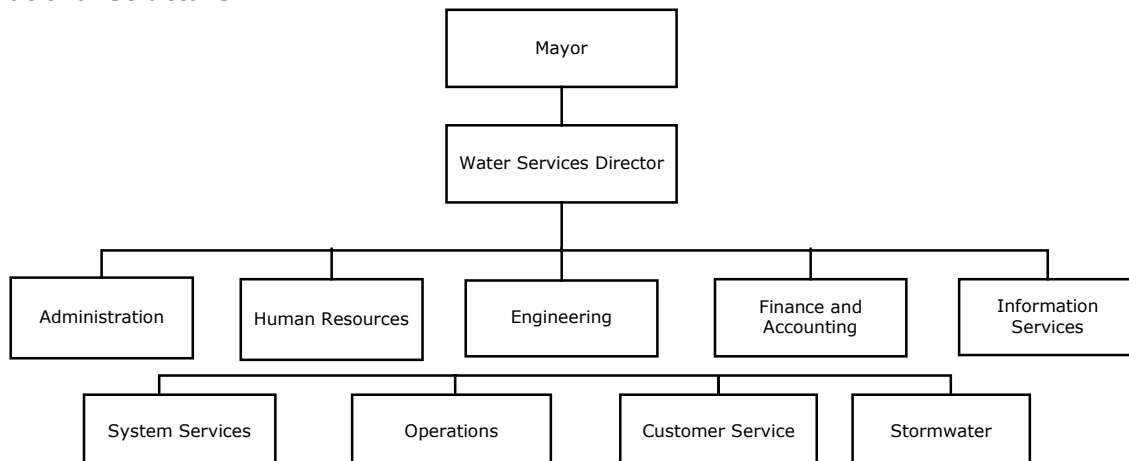 Mayor
Water Services Director
Administration
Human Resources
Engineering
Finance and
Accounting
Information
Services
System Services
Operations
Customer Service
Stormwater